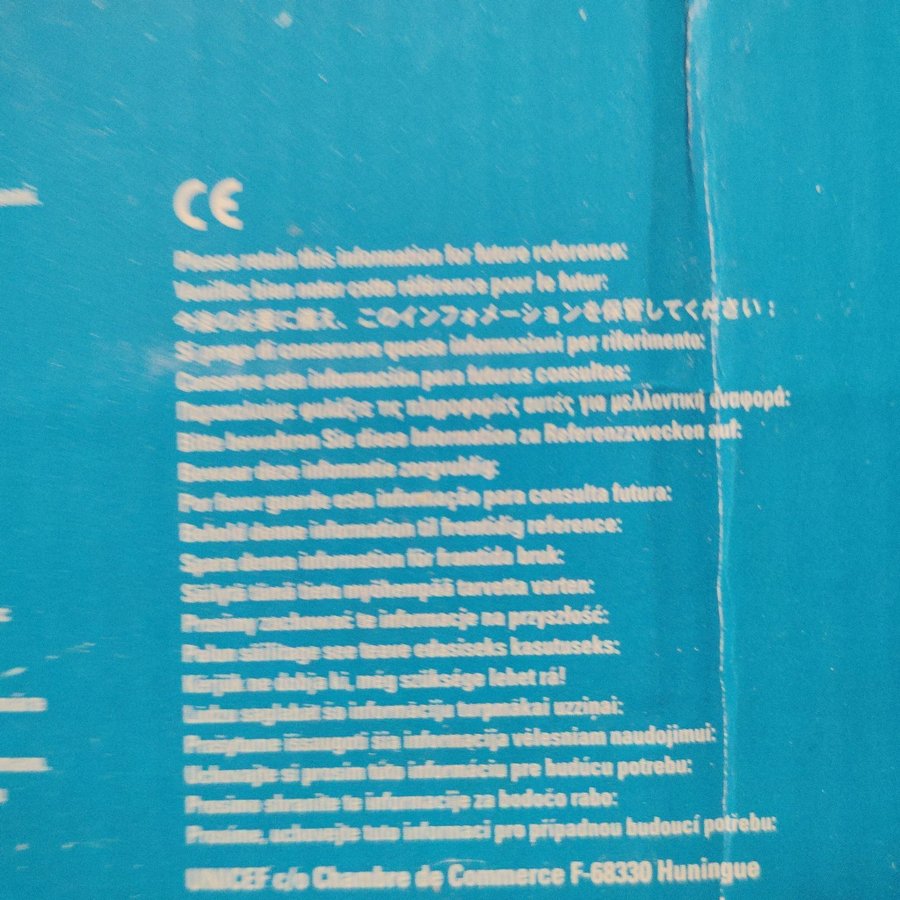 CE
Please retain this information for future reference:
Veuillez bien noter cette référence pour le futur:
今後の必要に備え、このインフォメーションを保管してください：
Si prega di conservare queste informazioni per riferimento:
Conserve esta información para futuras consultas:
Παρακαλούμε φυλάξτε τις πληροφορίες αυτές για μελλοντική αναφορά:
Bitte bewahren Sie diese Information zu Referenzzwecken auf:
Bewaar deze informatie zorgvuldig:
Por favor guarde esta informação para consulta futura:
Behold denne information til fremtidig reference:
Spara denna information för framtida bruk:
Säilytä tämä tieto myöhempää tarvetta varten:
Prosimy zachować te informacje na przyszłość:
Palun säilitage see teave edasiseks kasutuseks:
Kérjük ne dobja ki, még szüksége lehet rá!
Lūdzu saglabāt šo informāciju turpmākai uzziņai:
Prašytume išsaugoti šią informaciją vėlesniam naudojimui:
Uchovajte si prosím túto informáciu pre budúcu potrebu:
Prosimo shranite te informacije za bodočo rabo:
Prosíme, uchovejte tuto informaci pro případnou budoucí potřebu:
UNICEF c/o Chambre de Commerce F-68330 Huningue